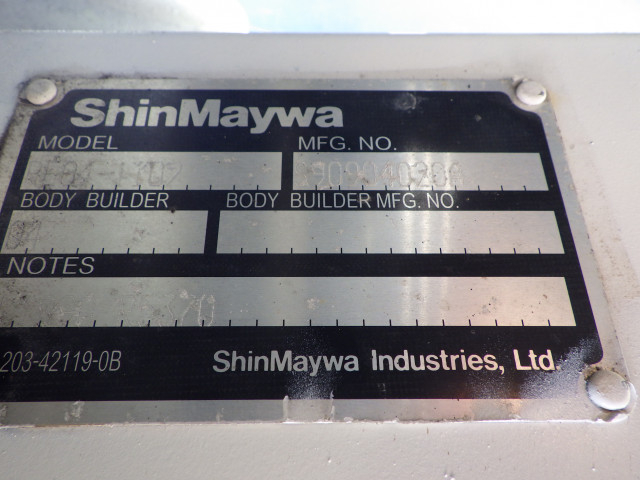 ShinMaywa
MODEL MFG. NO.
BODY BUILDER BODY BUILDER MFG. NO.
NOTES
203-42119-0B ShinMaywa Industries, Ltd.